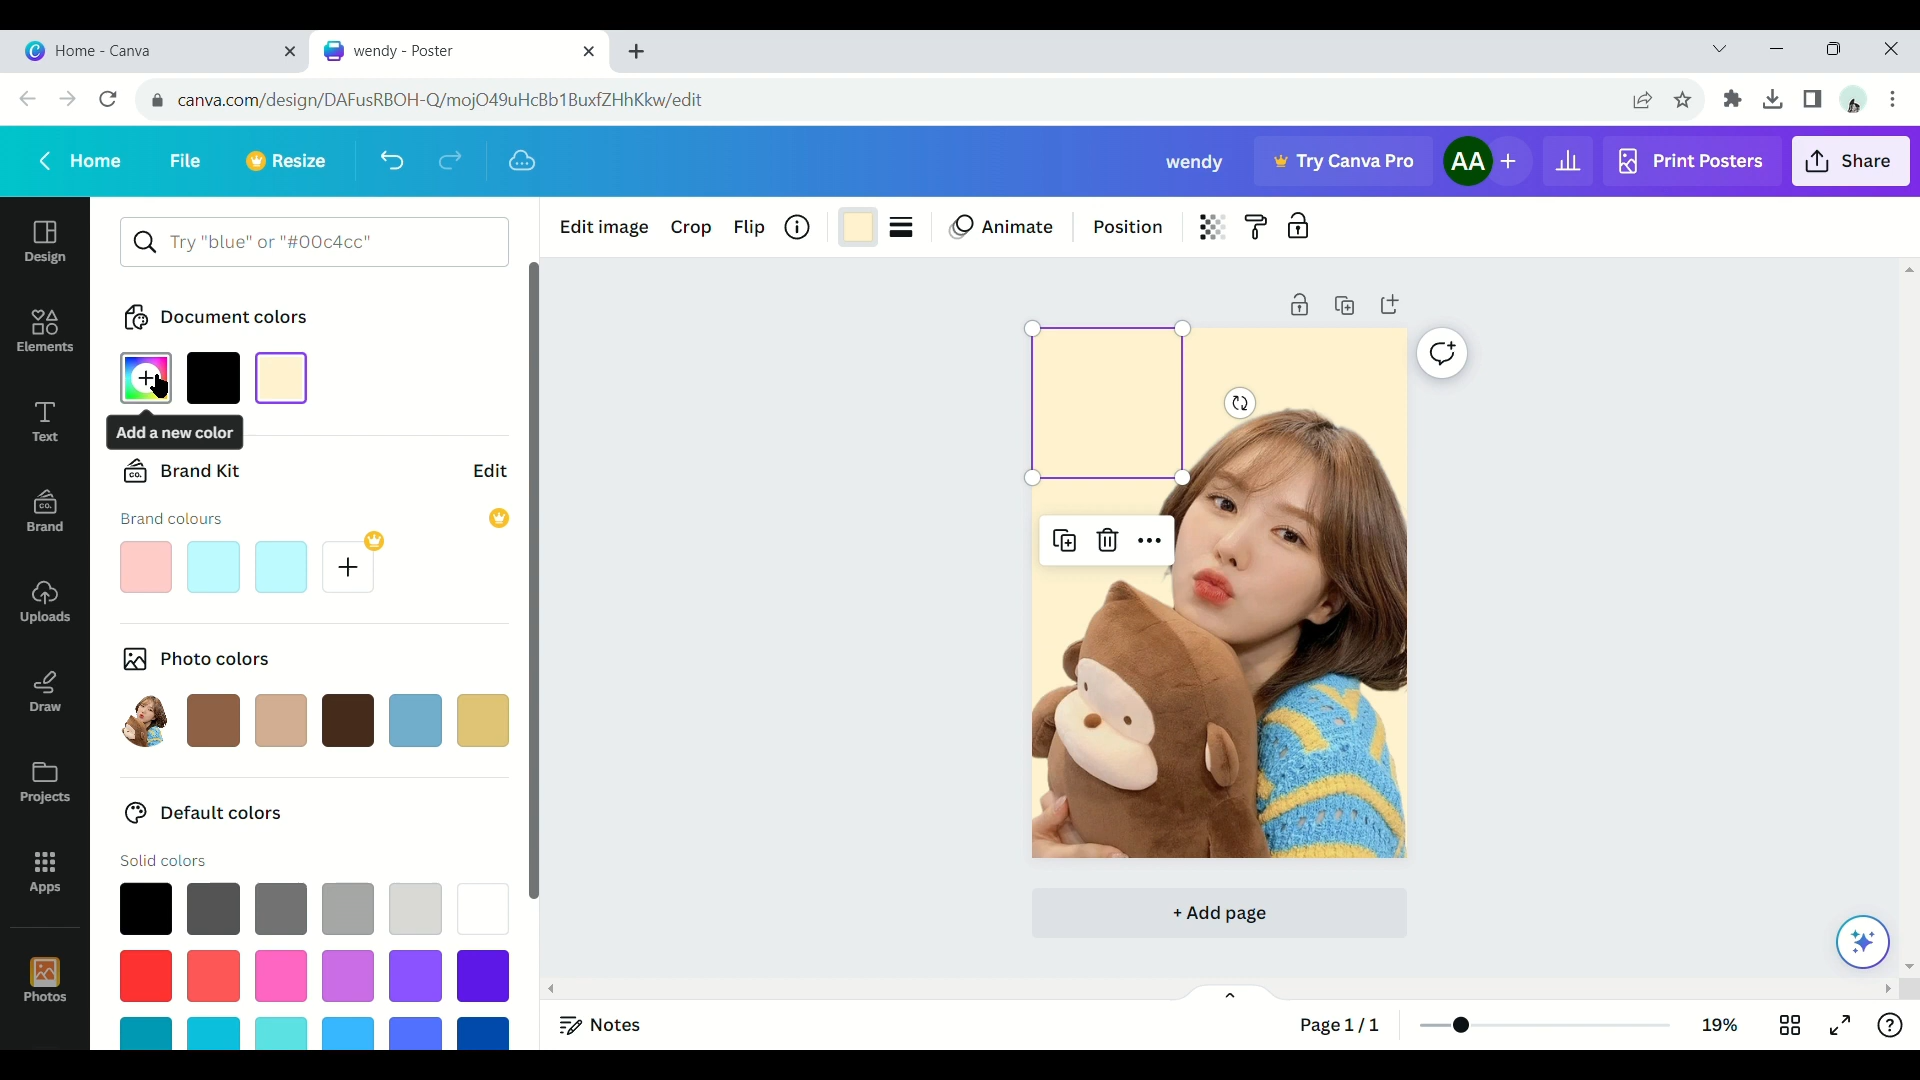 Home - Canva
wendy - Poster
canva.com/design/DAFusRBOH-Q/mojO49uHcBb1BuxfZHhKkw/edit
Home
File
Resize
wendy
Try Canva Pro
AA
Print Posters
Share
Design
Elements
Text
Brand
Uploads
Draw
Projects
Apps
Photos
Try "blue" or "#00c4cc"
Document colors
Add a new color
Brand Kit
Edit
Brand colours
Photo colors
Default colors
Solid colors
Edit image
Crop
Flip
Animate
Position
+ Add page
Notes
Page 1 / 1
19%